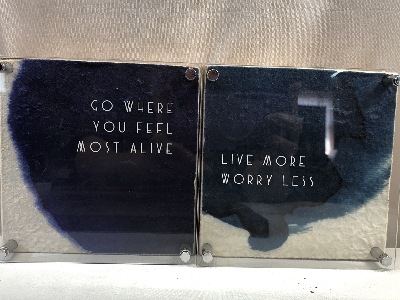 GO WHERE
YOU FEEL
MOST ALIVE
LIVE MORE
WORRY LESS